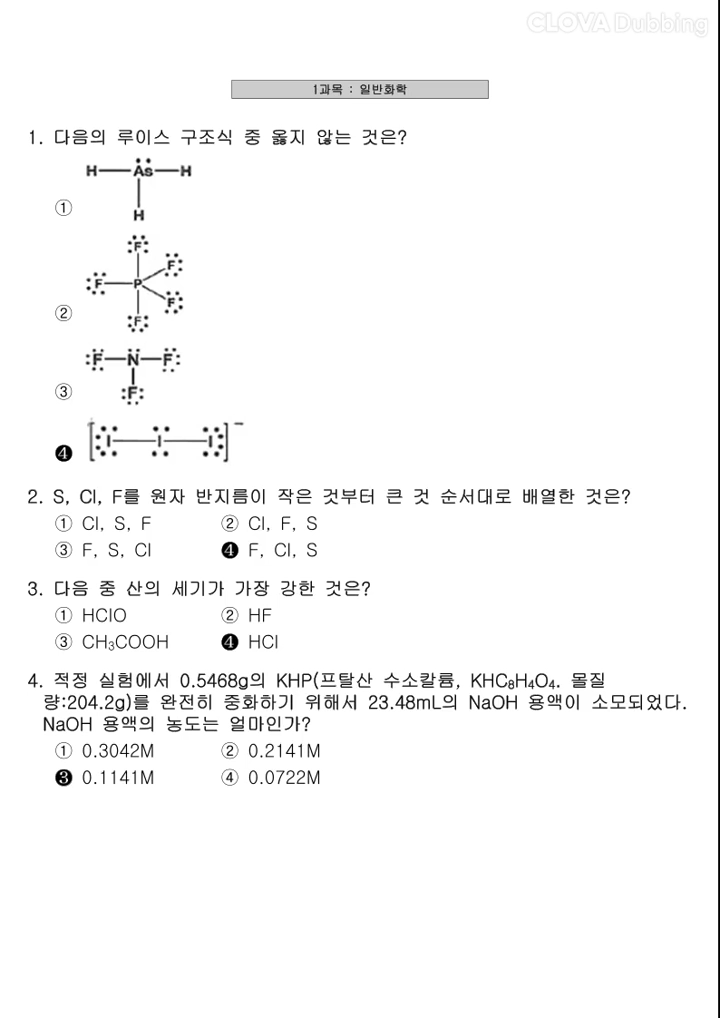 CLOVA Dubbing
1과목 : 일반화학
1. 다음의 루이스 구조식 중 옳지 않는 것은?
H As H
H
①
F
F
F P
F
F
②
F N F
F
③
[I I I]⁻
❹
2. S, Cl, F를 원자 반지름이 작은 것부터 큰 것 순서대로 배열한 것은?
① Cl, S, F ② Cl, F, S
③ F, S, Cl ❹ F, Cl, S
3. 다음 중 산의 세기가 가장 강한 것은?
① HClO ② HF
③ CH₃COOH ❹ HCl
4. 적정 실험에서 0.5468g의 KHP(프탈산 수소칼륨, KHC₈H₄O₄. 몰질
량:204.2g)를 완전히 중화하기 위해서 23.48mL의 NaOH 용액이 소모되었다.
NaOH 용액의 농도는 얼마인가?
① 0.3042M ② 0.2141M
❸ 0.1141M ④ 0.0722M